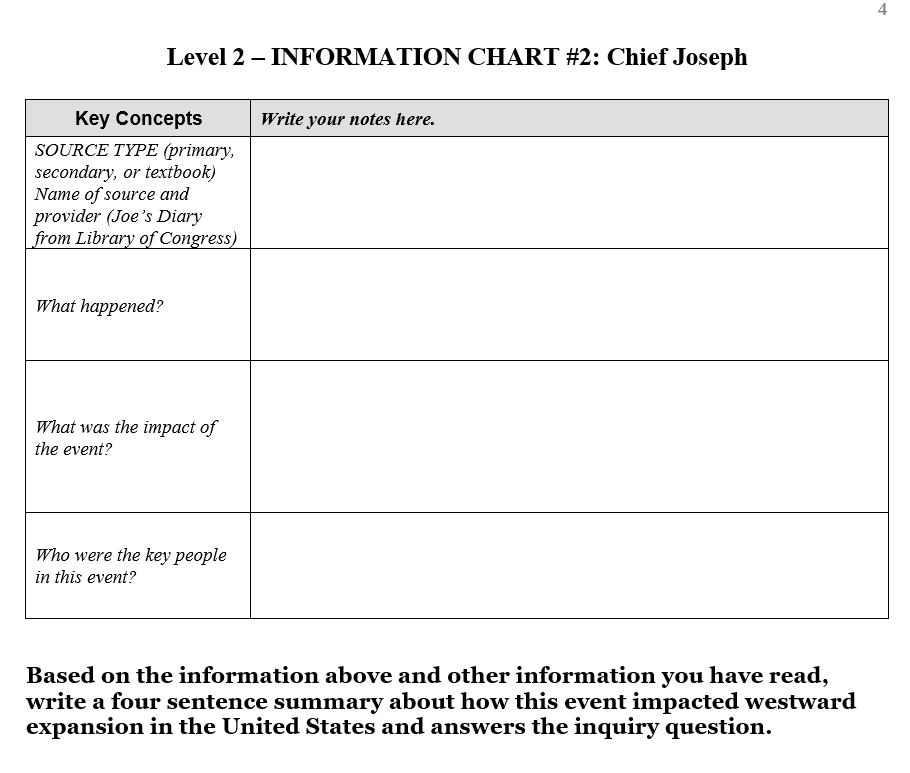 4
Level 2 – INFORMATION CHART #2: Chief Joseph
Key Concepts
Write your notes here.
SOURCE TYPE (primary,
secondary, or textbook)
Name of source and
provider (Joe’s Diary
from Library of Congress)
What happened?
What was the impact of
the event?
Who were the key people
in this event?
Based on the information above and other information you have read,
write a four sentence summary about how this event impacted westward
expansion in the United States and answers the inquiry question.